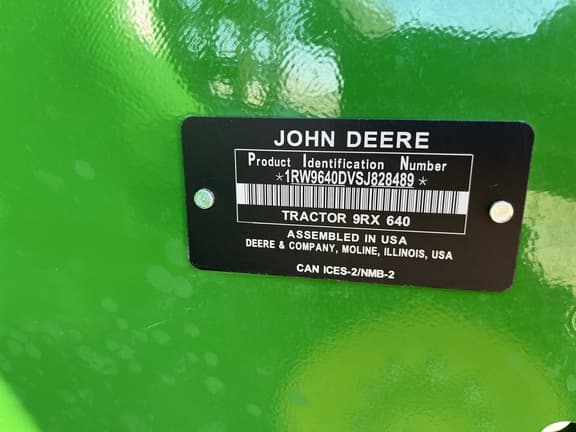 JOHN DEERE
Product Identification Number
*1RW9640DVSJ828489*
TRACTOR 9RX 640
ASSEMBLED IN USA
DEERE & COMPANY, MOLINE, ILLINOIS, USA
CAN ICES-2/NMB-2